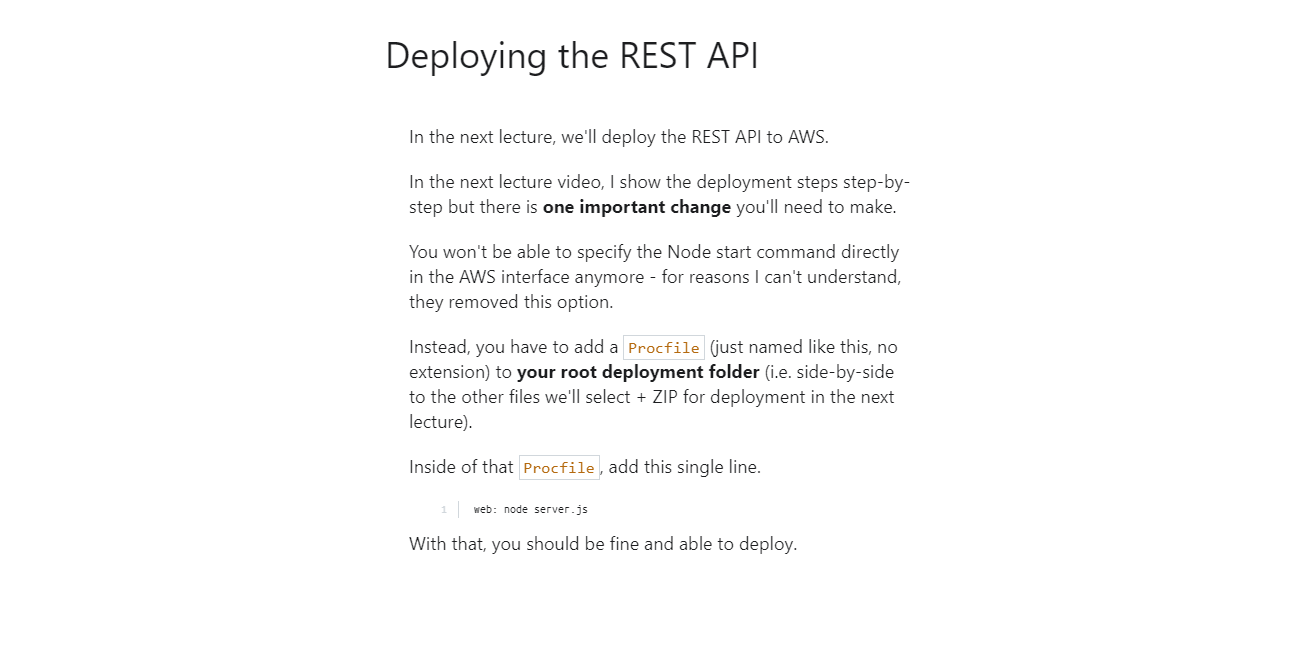 Deploying the REST API
In the next lecture, we'll deploy the REST API to AWS.
In the next lecture video, I show the deployment steps step-by-
step but there is one important change you'll need to make.
You won't be able to specify the Node start command directly
in the AWS interface anymore - for reasons I can't understand,
they removed this option.
Instead, you have to add a Procfile (just named like this, no
extension) to your root deployment folder (i.e. side-by-side
to the other files we'll select + ZIP for deployment in the next
lecture).
Inside of that Procfile, add this single line.
1 web: node server.js
With that, you should be fine and able to deploy.